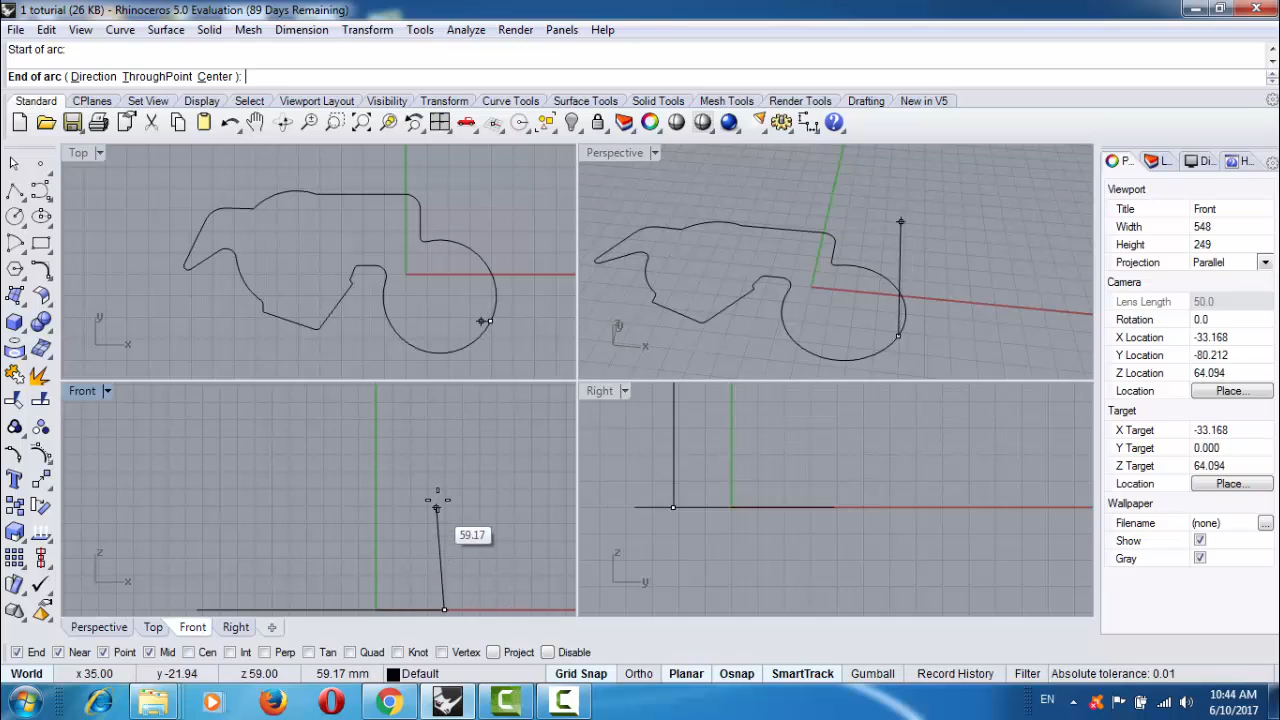 1 toturial (26 KB) - Rhinoceros 5.0 Evaluation (89 Days Remaining)
File Edit View Curve Surface Solid Mesh Dimension Transform Tools Analyze Render Panels Help
Start of arc:
End of arc ( Direction ThroughPoint Center ):
Standard CPlanes Set View Display Select Viewport Layout Visibility Transform Curve Tools Surface Tools Solid Tools Mesh Tools Render Tools Drafting New in V5
Top
Perspective
P... L... Di... H...
Viewport
Title Front
Width 548
Height 249
Projection Parallel
Camera
Lens Length 50.0
Rotation 0.0
X Location -33.168
Y Location -80.212
Z Location 64.094
Location Place...
Target
X Target -33.168
Y Target 0.000
Z Target 64.094
Location Place...
Wallpaper
Filename (none) ...
Show
Gray
y
x
x
Front
Right
59.17
z
x
z
y
Perspective Top Front Right
End Near Point Mid Cen Int Perp Tan Quad Knot Vertex Project Disable
World x 35.00 y -21.94 z 59.00 59.17 mm Default Grid Snap Ortho Planar Osnap SmartTrack Gumball Record History Filter Absolute tolerance: 0.01
EN
10:44 AM
6/10/2017